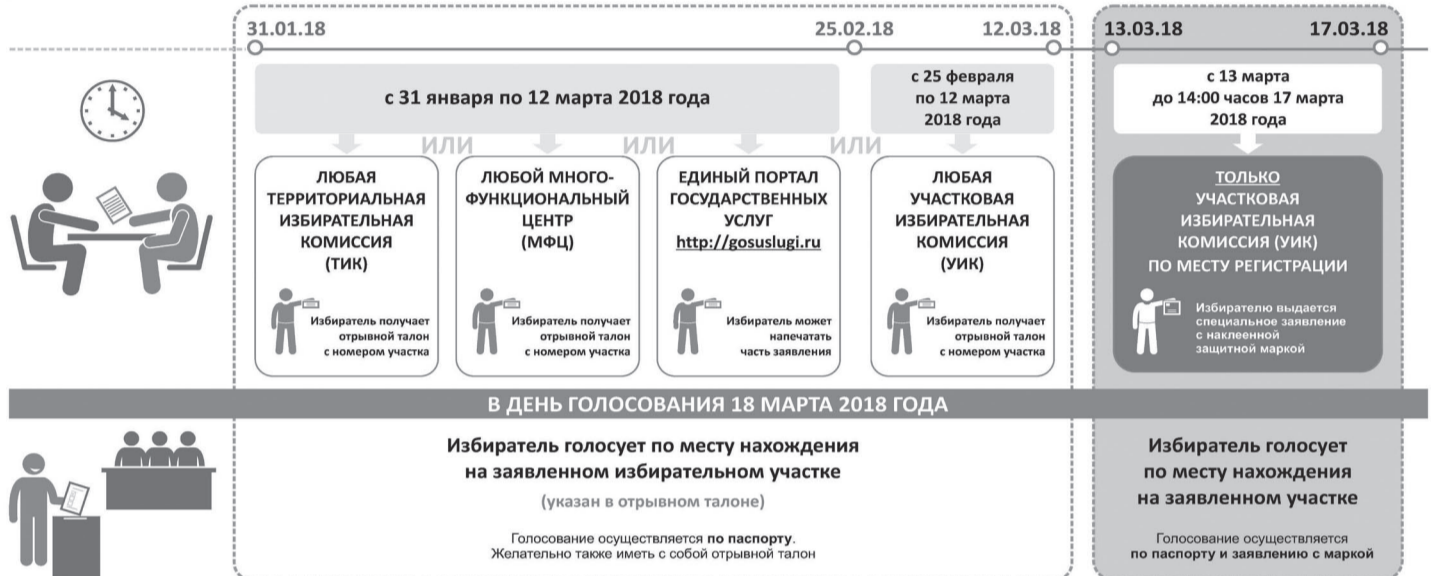 31.01.18
25.02.18
12.03.18
13.03.18
17.03.18
с 31 января по 12 марта 2018 года
с 25 февраля
по 12 марта
2018 года
с 13 марта
до 14:00 часов 17 марта
2018 года
ИЛИ
ИЛИ
ИЛИ
ЛЮБАЯ
ТЕРРИТОРИАЛЬНАЯ
ИЗБИРАТЕЛЬНАЯ
КОМИССИЯ
(ТИК)
Избиратель получает
отрывной талон
с номером участка
ЛЮБОЙ МНОГО-
ФУНКЦИОНАЛЬНЫЙ
ЦЕНТР
(МФЦ)
Избиратель получает
отрывной талон
с номером участка
ЕДИНЫЙ ПОРТАЛ
ГОСУДАРСТВЕННЫХ
УСЛУГ
http://gosuslugi.ru
Избиратель может
напечатать
часть заявления
ЛЮБАЯ
УЧАСТКОВАЯ
ИЗБИРАТЕЛЬНАЯ
КОМИССИЯ
(УИК)
Избиратель получает
отрывной талон
с номером участка
ТОЛЬКО
УЧАСТКОВАЯ
ИЗБИРАТЕЛЬНАЯ
КОМИССИЯ (УИК)
ПО МЕСТУ РЕГИСТРАЦИИ
Избирателю выдается
специальное заявление
с наклеенной
защитной маркой
В ДЕНЬ ГОЛОСОВАНИЯ 18 МАРТА 2018 ГОДА
Избиратель голосует по месту нахождения
на заявленном избирательном участке
(указан в отрывном талоне)
Голосование осуществляется по паспорту.
Желательно также иметь с собой отрывной талон
Избиратель голосует
по месту нахождения
на заявленном участке
Голосование осуществляется
по паспорту и заявлению с маркой